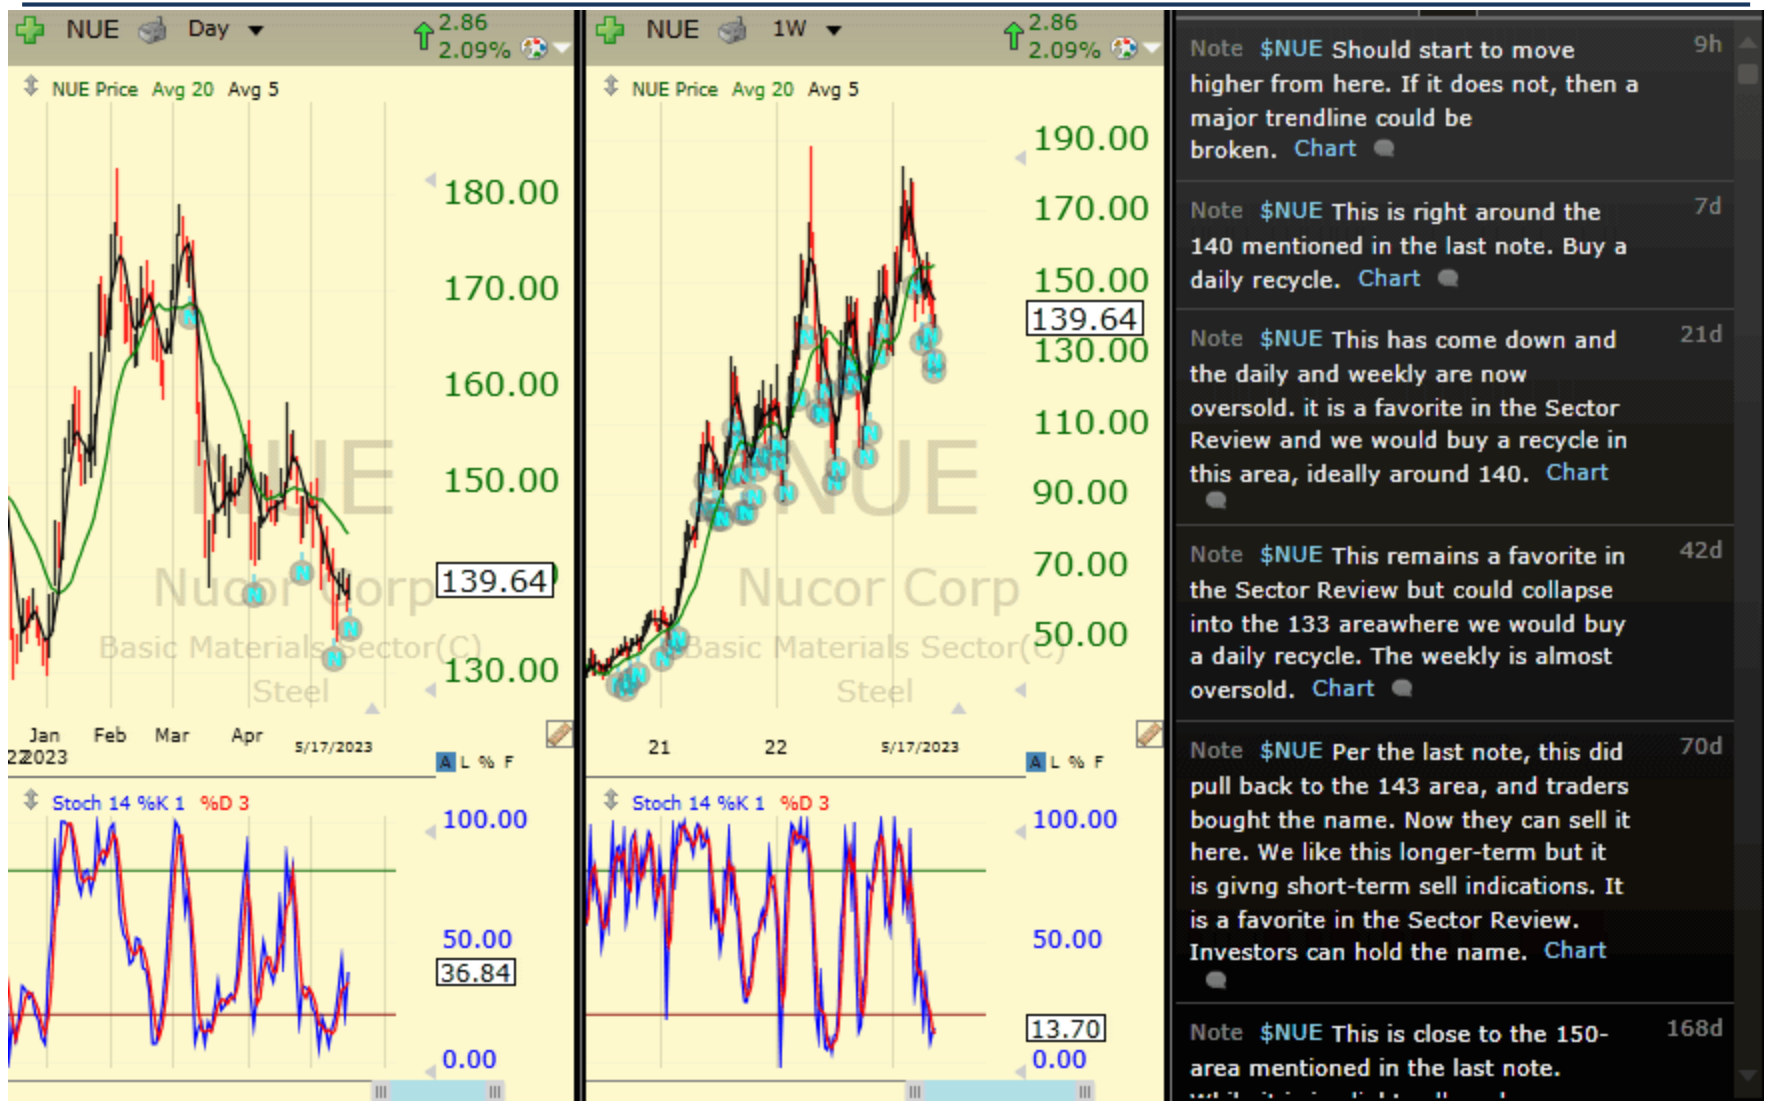 NUE Day 2.86
2.09%
NUE Price Avg 20 Avg 5
180.00
170.00
160.00
150.00
139.64
130.00
NUE
Nucor Corp
Basic Materials Sector(C)
Steel
Jan Feb Mar Apr 5/17/2023
2023
A L % F
Stoch 14 %K 1 %D 3
100.00
50.00
36.84
0.00
NUE 1W 2.86
2.09%
NUE Price Avg 20 Avg 5
190.00
170.00
150.00
139.64
130.00
110.00
90.00
70.00
50.00
NUE
Nucor Corp
Basic Materials Sector(C)
Steel
21 22 5/17/2023
A L % F
Stoch 14 %K 1 %D 3
100.00
50.00
13.70
0.00
Note $NUE Should start to move 9h
higher from here. If it does not, then a
major trendline could be
broken. Chart
Note $NUE This is right around the 7d
140 mentioned in the last note. Buy a
daily recycle. Chart
Note $NUE This has come down and 21d
the daily and weekly are now
oversold. it is a favorite in the Sector
Review and we would buy a recycle in
this area, ideally around 140. Chart
Note $NUE This remains a favorite in 42d
the Sector Review but could collapse
into the 133 areawhere we would buy
a daily recycle. The weekly is almost
oversold. Chart
Note $NUE Per the last note, this did 70d
pull back to the 143 area, and traders
bought the name. Now they can sell it
here. We like this longer-term but it
is givng short-term sell indications. It
is a favorite in the Sector Review.
Investors can hold the name. Chart
Note $NUE This is close to the 150- 168d
area mentioned in the last note.